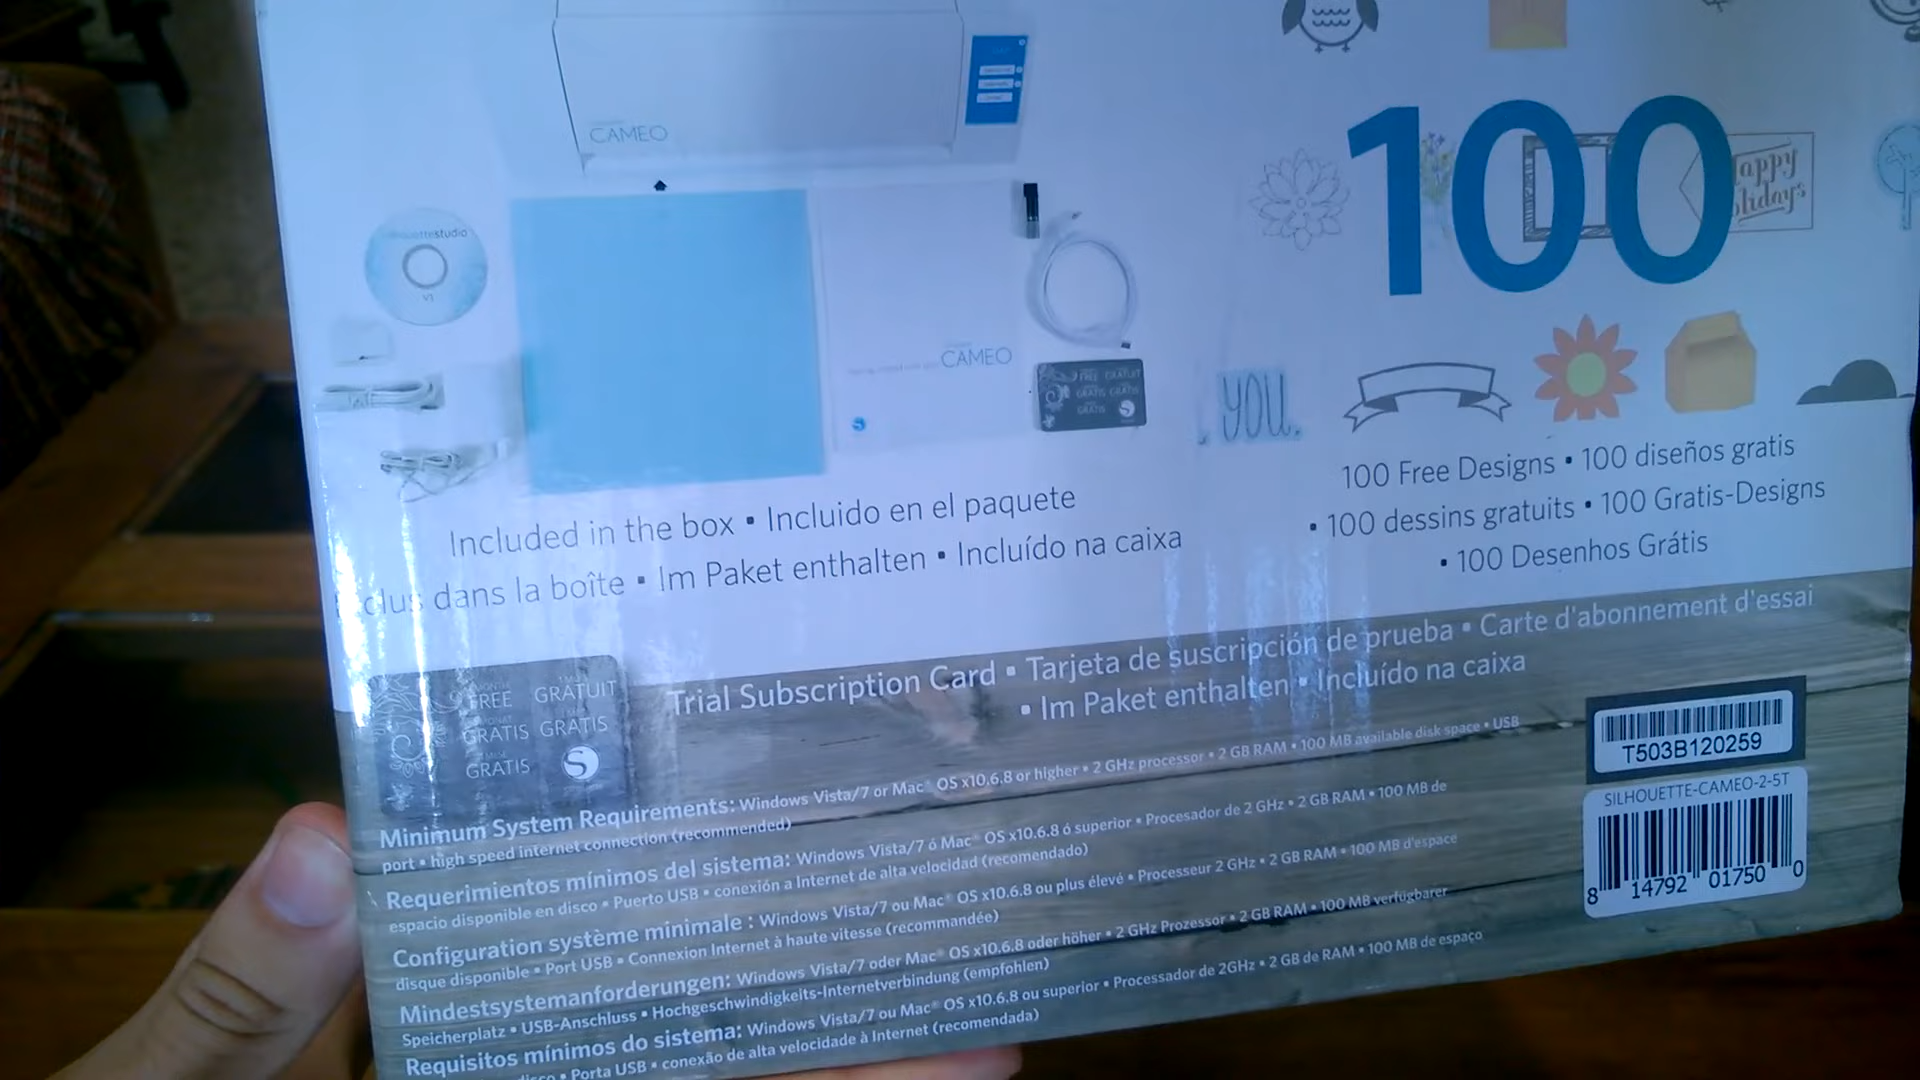 CAMEO
silhouettestudio
V1
CAMEO
FREE GRATUIT
GRATIS GRATIS
GRATIS
100
Happy
Holidays
YOU.
100 Free Designs • 100 diseños gratis
• 100 dessins gratuits • 100 Gratis-Designs
• 100 Desenhos Grátis
Included in the box • Incluido en el paquete
dans la boîte • Im Paket enthalten • Incluído na caixa
FREE GRATUIT
GRATIS GRATIS
GRATIS
Trial Subscription Card • Tarjeta de suscripción de prueba • Carte d'abonnement d'essai
• Im Paket enthalten • Incluído na caixa
Minimum System Requirements: Windows Vista/7 or Mac® OS x10.6.8 or higher • 2 GHz processor • 2 GB RAM • 100 MB available disk space • USB
port • high speed internet connection (recommended)
Requerimientos mínimos del sistema: Windows Vista/7 ó Mac® OS x10.6.8 ó superior • Procesador de 2 GHz • 2 GB RAM • 100 MB de
espacio disponible en disco • Puerto USB • conexión a Internet de alta velocidad (recomendado)
Configuration système minimale : Windows Vista/7 ou Mac® OS x10.6.8 ou plus élevé • Processeur 2 GHz • 2 GB RAM • 100 MB d'espace
disque disponible • Port USB • Connexion Internet à haute vitesse (recommandée)
Mindestsystemanforderungen: Windows Vista/7 oder Mac® OS x10.6.8 oder höher • 2 GHz Prozessor • 2 GB RAM • 100 MB verfügbarer
Speicherplatz • USB-Anschluss • Hochgeschwindigkeits-Internetverbindung (empfohlen)
Requisitos mínimos do sistema: Windows Vista/7 ou Mac® OS x10.6.8 ou superior • Processador de 2GHz • 2 GB de RAM • 100 MB de espaço
• Porta USB • conexão de alta velocidade à Internet (recomendada)
T503B120259
SILHOUETTE-CAMEO-2-5T
8 14792 01750 0